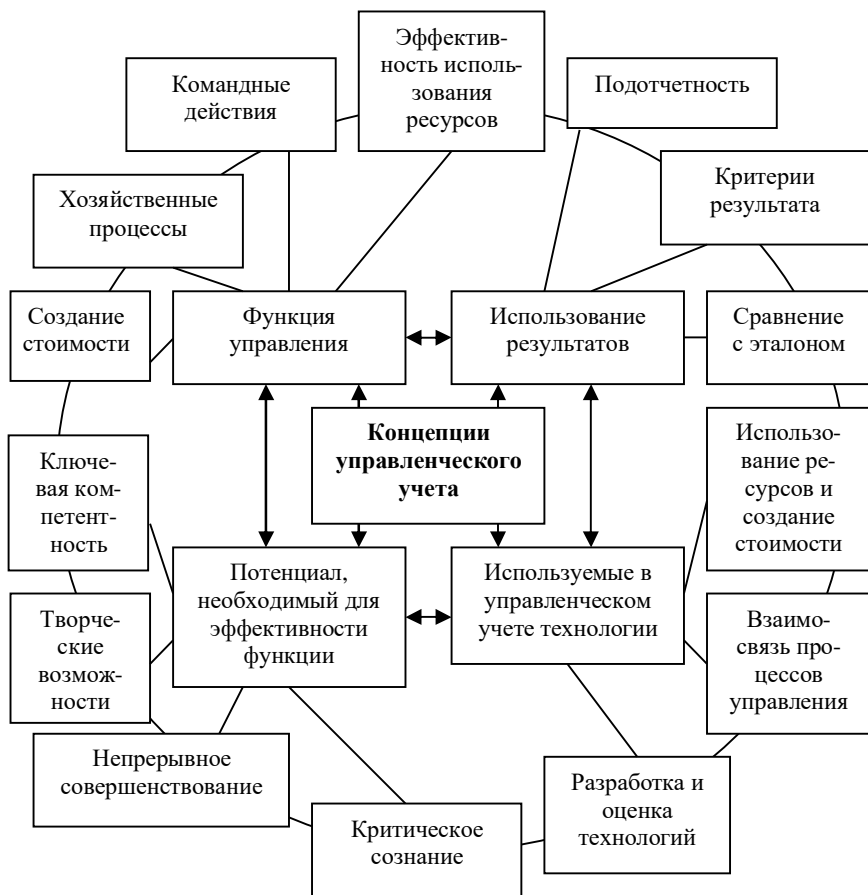 Эффектив-
ность исполь-
зования
ресурсов
Командные
действия
Подотчетность
Хозяйственные
процессы
Критерии
результата
Создание
стоимости
Функция
управления
Использование
результатов
Сравнение
с эталоном
Концепции
управленческого
учета
Ключе-
вая ком-
петент-
ность
Использо-
вание ре-
сурсов и
создание
стоимости
Потенциал,
необходимый для
эффективности
функции
Используемые в
управленческом
учете технологии
Творче-
ские
возмож-
ности
Взаимо-
связь про-
цессов
управления
Непрерывное
совершенствование
Разработка и
оценка
технологий
Критическое
сознание